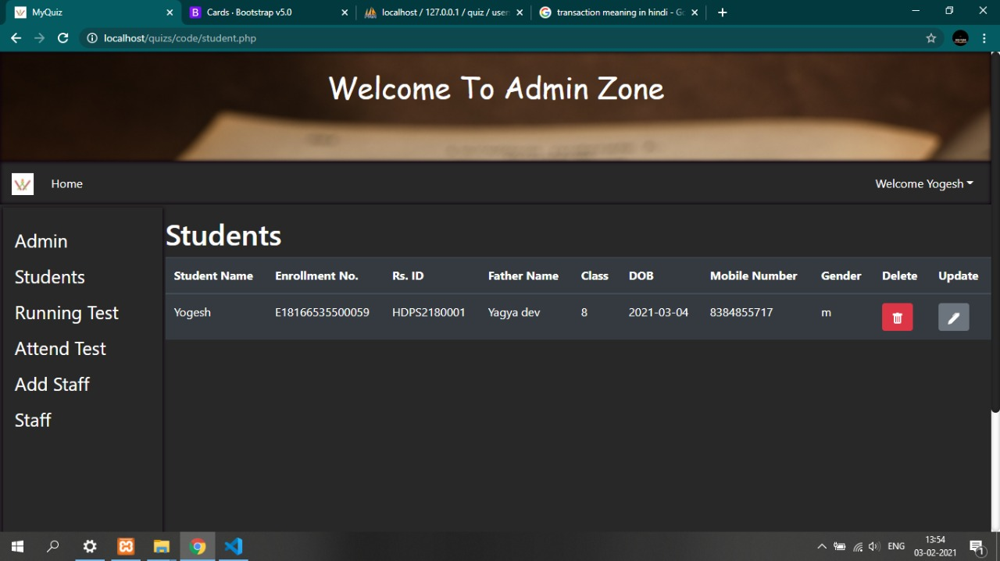 MyQuiz
Cards · Bootstrap v5.0
localhost / 127.0.0.1 / quiz / user
transaction meaning in hindi - Go
localhost/quizs/code/student.php
Welcome To Admin Zone
Home
Welcome Yogesh
Admin
Students
Running Test
Attend Test
Add Staff
Staff
Students
Student Name Enrollment No. Rs. ID Father Name Class DOB Mobile Number Gender Delete Update
Yogesh E18166535500059 HDPS2180001 Yagya dev 8 2021-03-04 8384855717 m
ENG
13:54
03-02-2021
1